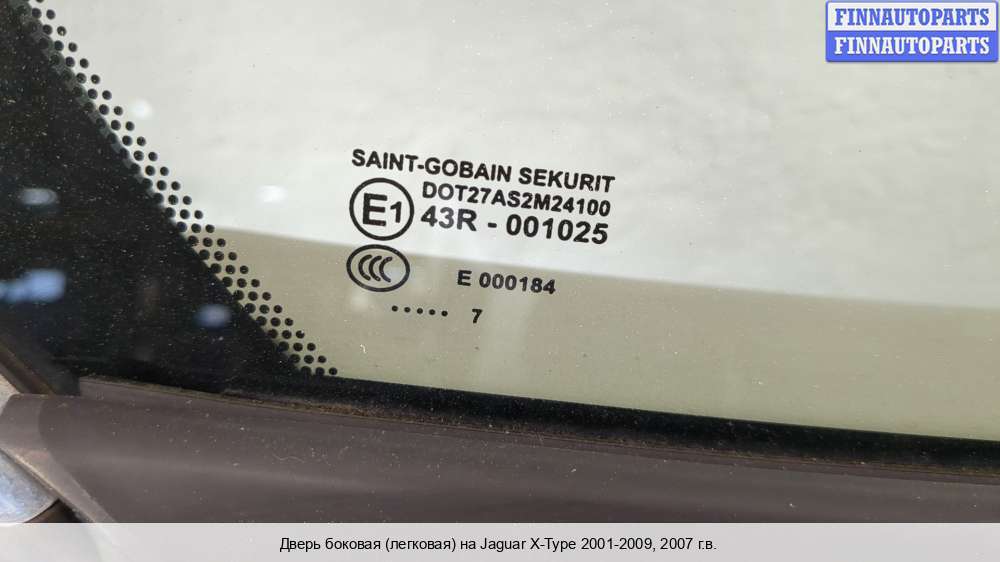 FINNAUTOPARTS
FINNAUTOPARTS
SAINT-GOBAIN SEKURIT
DOT27AS2M24100
E1 43R - 001025
CCC E 000184
..... 7
Дверь боковая (легковая) на Jaguar X-Type 2001-2009, 2007 г.в.